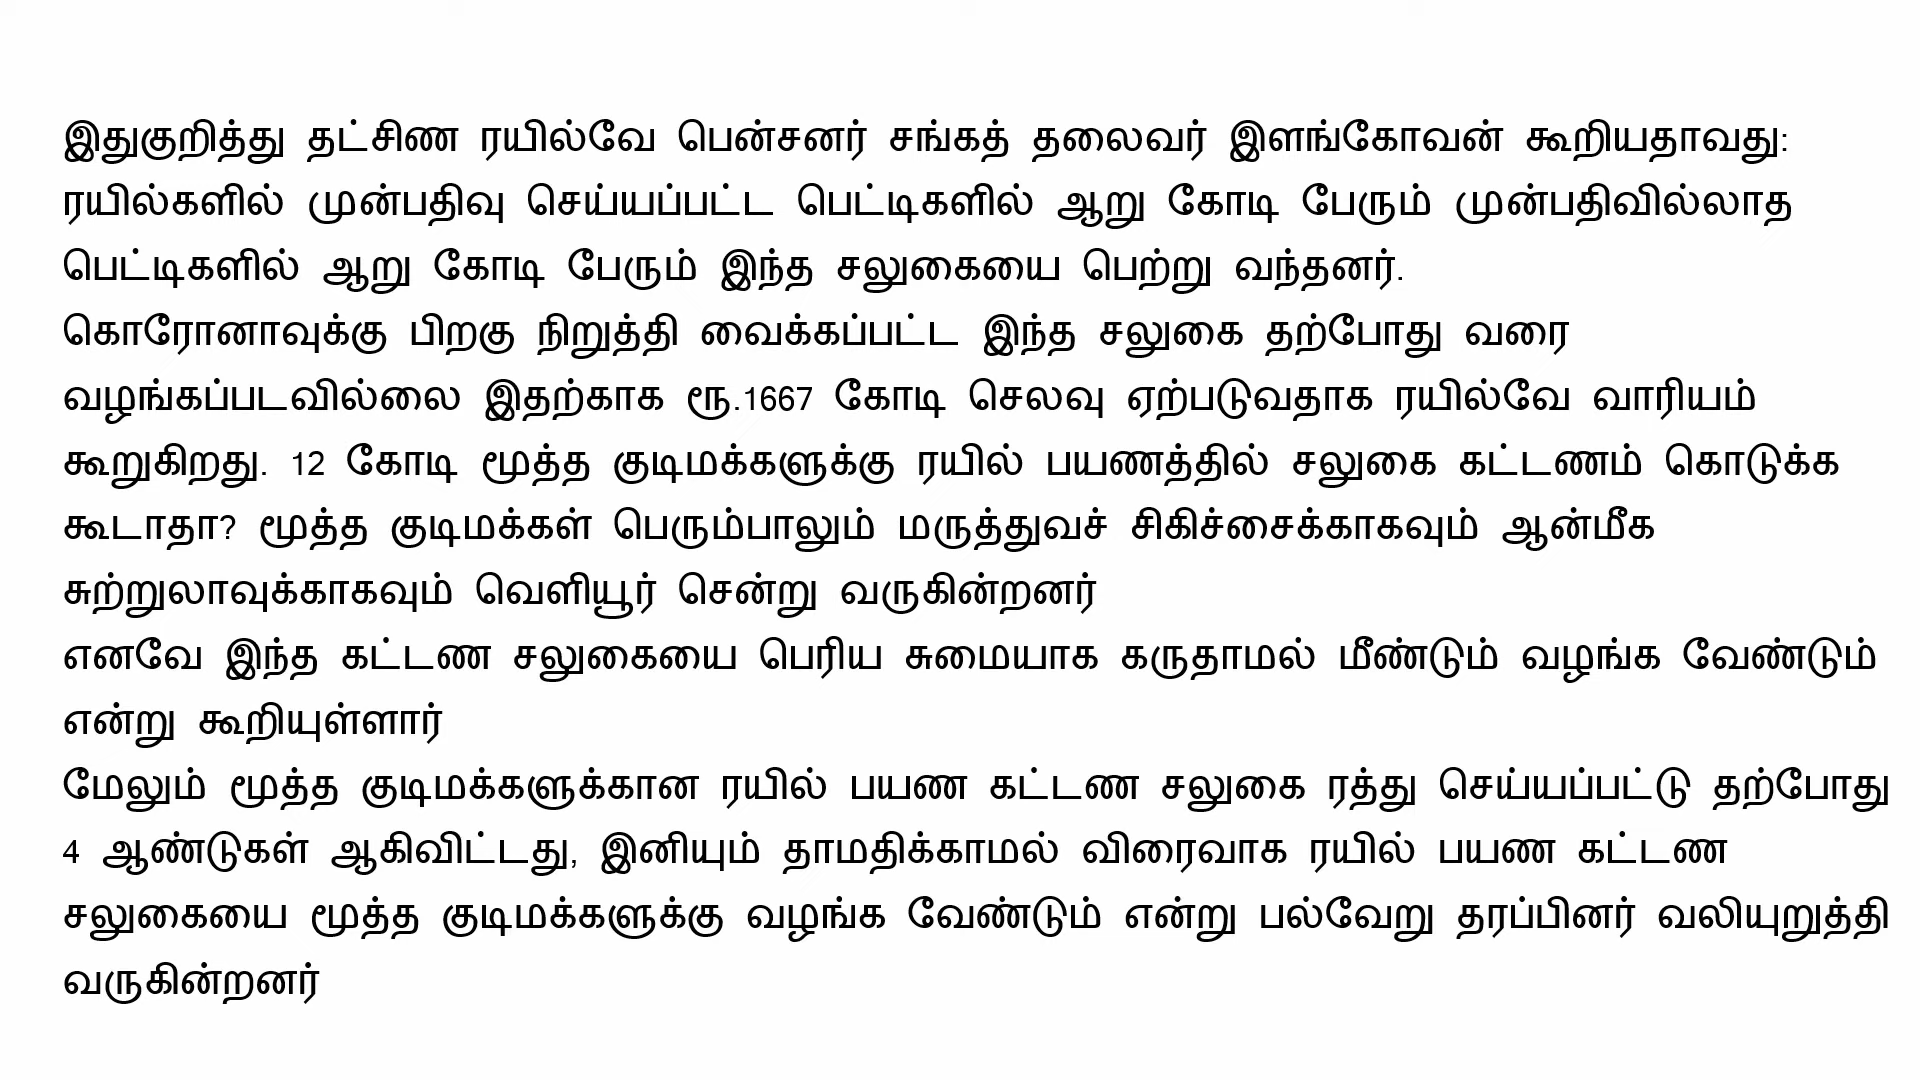 இதுகுறித்து தட்சிண ரயில்வே பென்சனர் சங்கத் தலைவர் இளங்கோவன் கூறியதாவது:
ரயில்களில் முன்பதிவு செய்யப்பட்ட பெட்டிகளில் ஆறு கோடி பேரும் முன்பதிவில்லாத
பெட்டிகளில் ஆறு கோடி பேரும் இந்த சலுகையை பெற்று வந்தனர்.
கொரோனாவுக்கு பிறகு நிறுத்தி வைக்கப்பட்ட இந்த சலுகை தற்போது வரை
வழங்கப்படவில்லை இதற்காக ரூ.1667 கோடி செலவு ஏற்படுவதாக ரயில்வே வாரியம்
கூறுகிறது. 12 கோடி மூத்த குடிமக்களுக்கு ரயில் பயணத்தில் சலுகை கட்டணம் கொடுக்க
கூடாதா? மூத்த குடிமக்கள் பெரும்பாலும் மருத்துவச் சிகிச்சைக்காகவும் ஆன்மீக
சுற்றுலாவுக்காகவும் வெளியூர் சென்று வருகின்றனர்
எனவே இந்த கட்டண சலுகையை பெரிய சுமையாக கருதாமல் மீண்டும் வழங்க வேண்டும்
என்று கூறியுள்ளார்
மேலும் மூத்த குடிமக்களுக்கான ரயில் பயண கட்டண சலுகை ரத்து செய்யப்பட்டு தற்போது
4 ஆண்டுகள் ஆகிவிட்டது, இனியும் தாமதிக்காமல் விரைவாக ரயில் பயண கட்டண
சலுகையை மூத்த குடிமக்களுக்கு வழங்க வேண்டும் என்று பல்வேறு தரப்பினர் வலியுறுத்தி
வருகின்றனர்